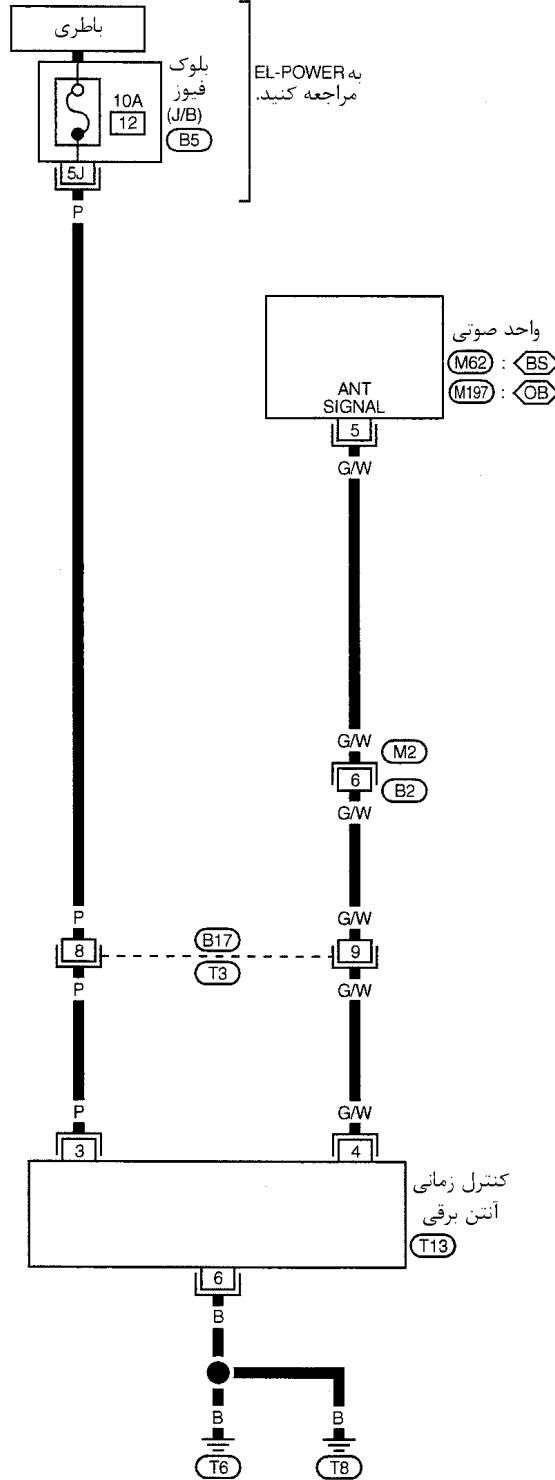 باطری
بلوک
فیوز
(J/B)
B5
10A
12
5J
به EL-POWER
مراجعه کنید.
P
واحد صوتی
M62 : BS
M197 : OB
ANT
SIGNAL
5
G/W
G/W
M2
6
B2
G/W
P
G/W
8
B17
9
T3
P
G/W
P
G/W
3
4
کنترل زمانی
آنتن برقی
T13
6
B
B
B
T6
T8